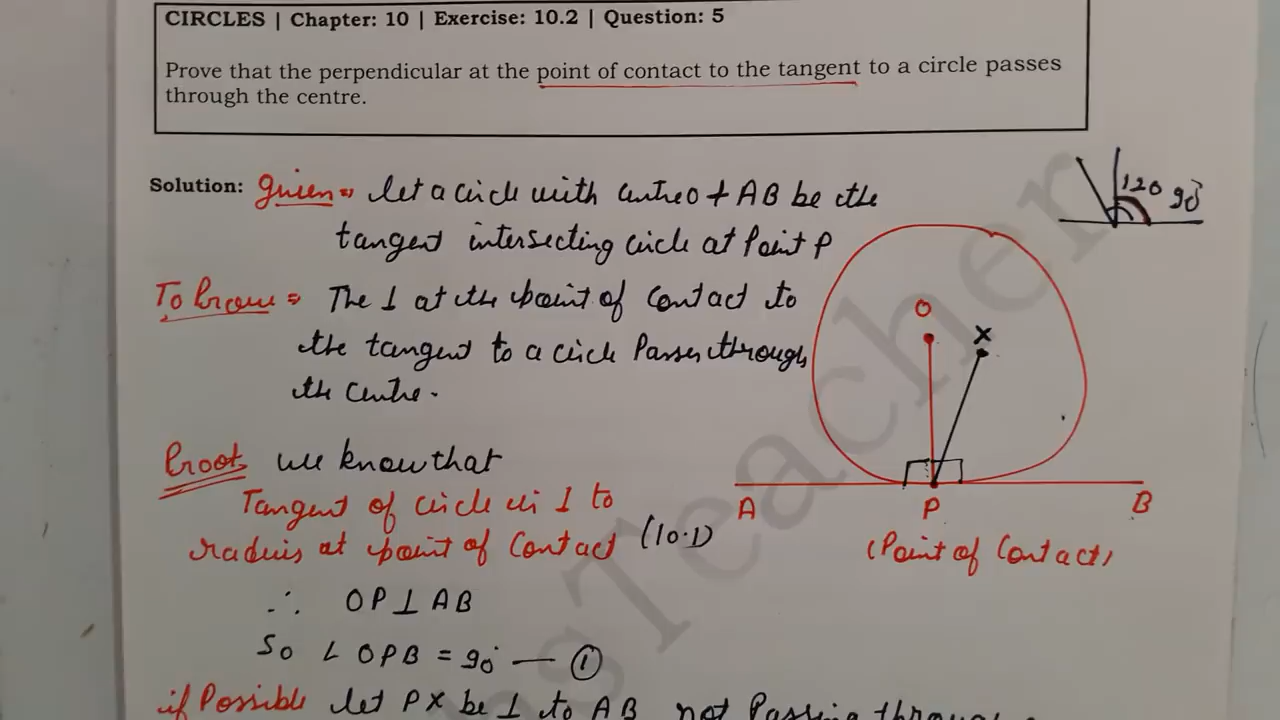 CIRCLES | Chapter: 10 | Exercise: 10.2 | Question: 5
Prove that the perpendicular at the point of contact to the tangent to a circle passes
through the centre.
Solution: Given = let a circle with centre O + AB be the
tangent intersecting circle at Point P
To Prove = The ⊥ at the point of contact to
the tangent to a circle Passes through
the centre.
Proof we know that
Tangent of circle is ⊥ to
radius at point of contact (10.1)
∴ OP ⊥ AB
So ∠ OPB = 90° — ①
if Possible let PX be ⊥ to AB not Passing through
120 90°
O
X
A P B
(Point of Contact)
Teacher